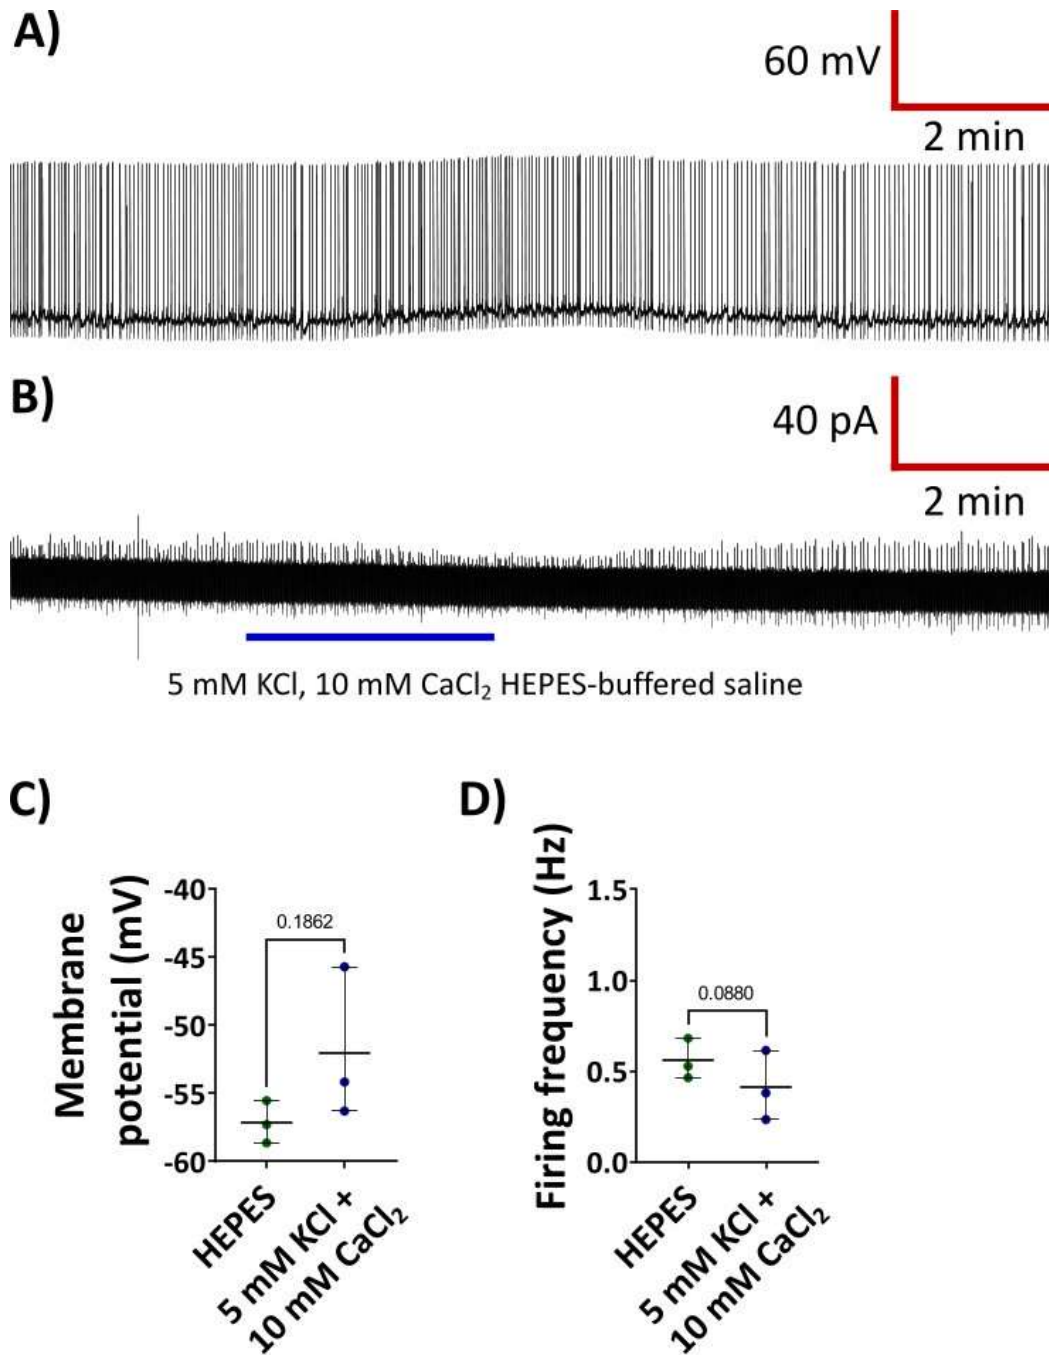 A)
60 mV
2 min
B)
40 pA
2 min
5 mM KCl, 10 mM CaCl₂ HEPES-buffered saline
C)
Membrane
potential (mV)
-40
-45
-50
-55
-60
0.1862
HEPES
5 mM KCl +
10 mM CaCl₂
D)
Firing frequency (Hz)
1.5
1.0
0.5
0.0
0.0880
HEPES
5 mM KCl +
10 mM CaCl₂